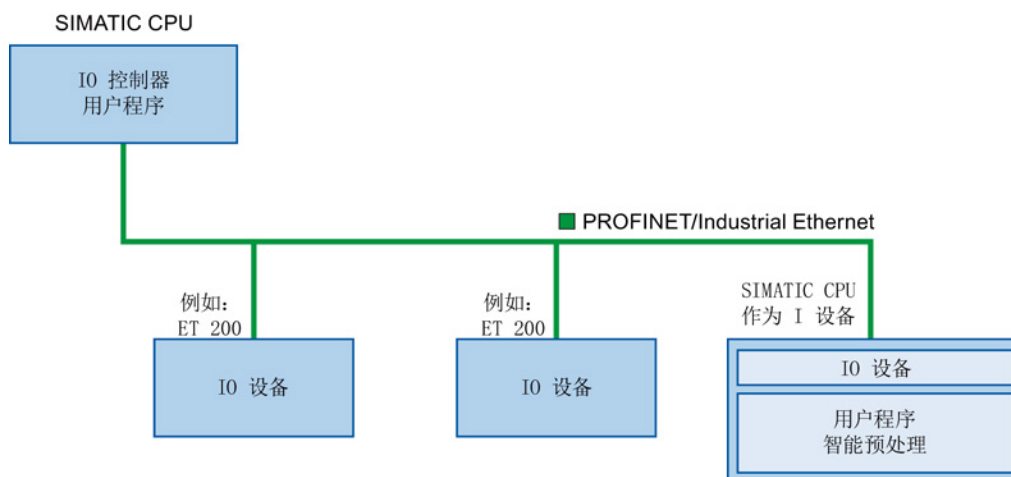 SIMATIC CPU
IO 控制器
用户程序
PROFINET/Industrial Ethernet
例如:
ET 200
IO 设备
例如:
ET 200
IO 设备
SIMATIC CPU
作为 I 设备
IO 设备
用户程序
智能预处理